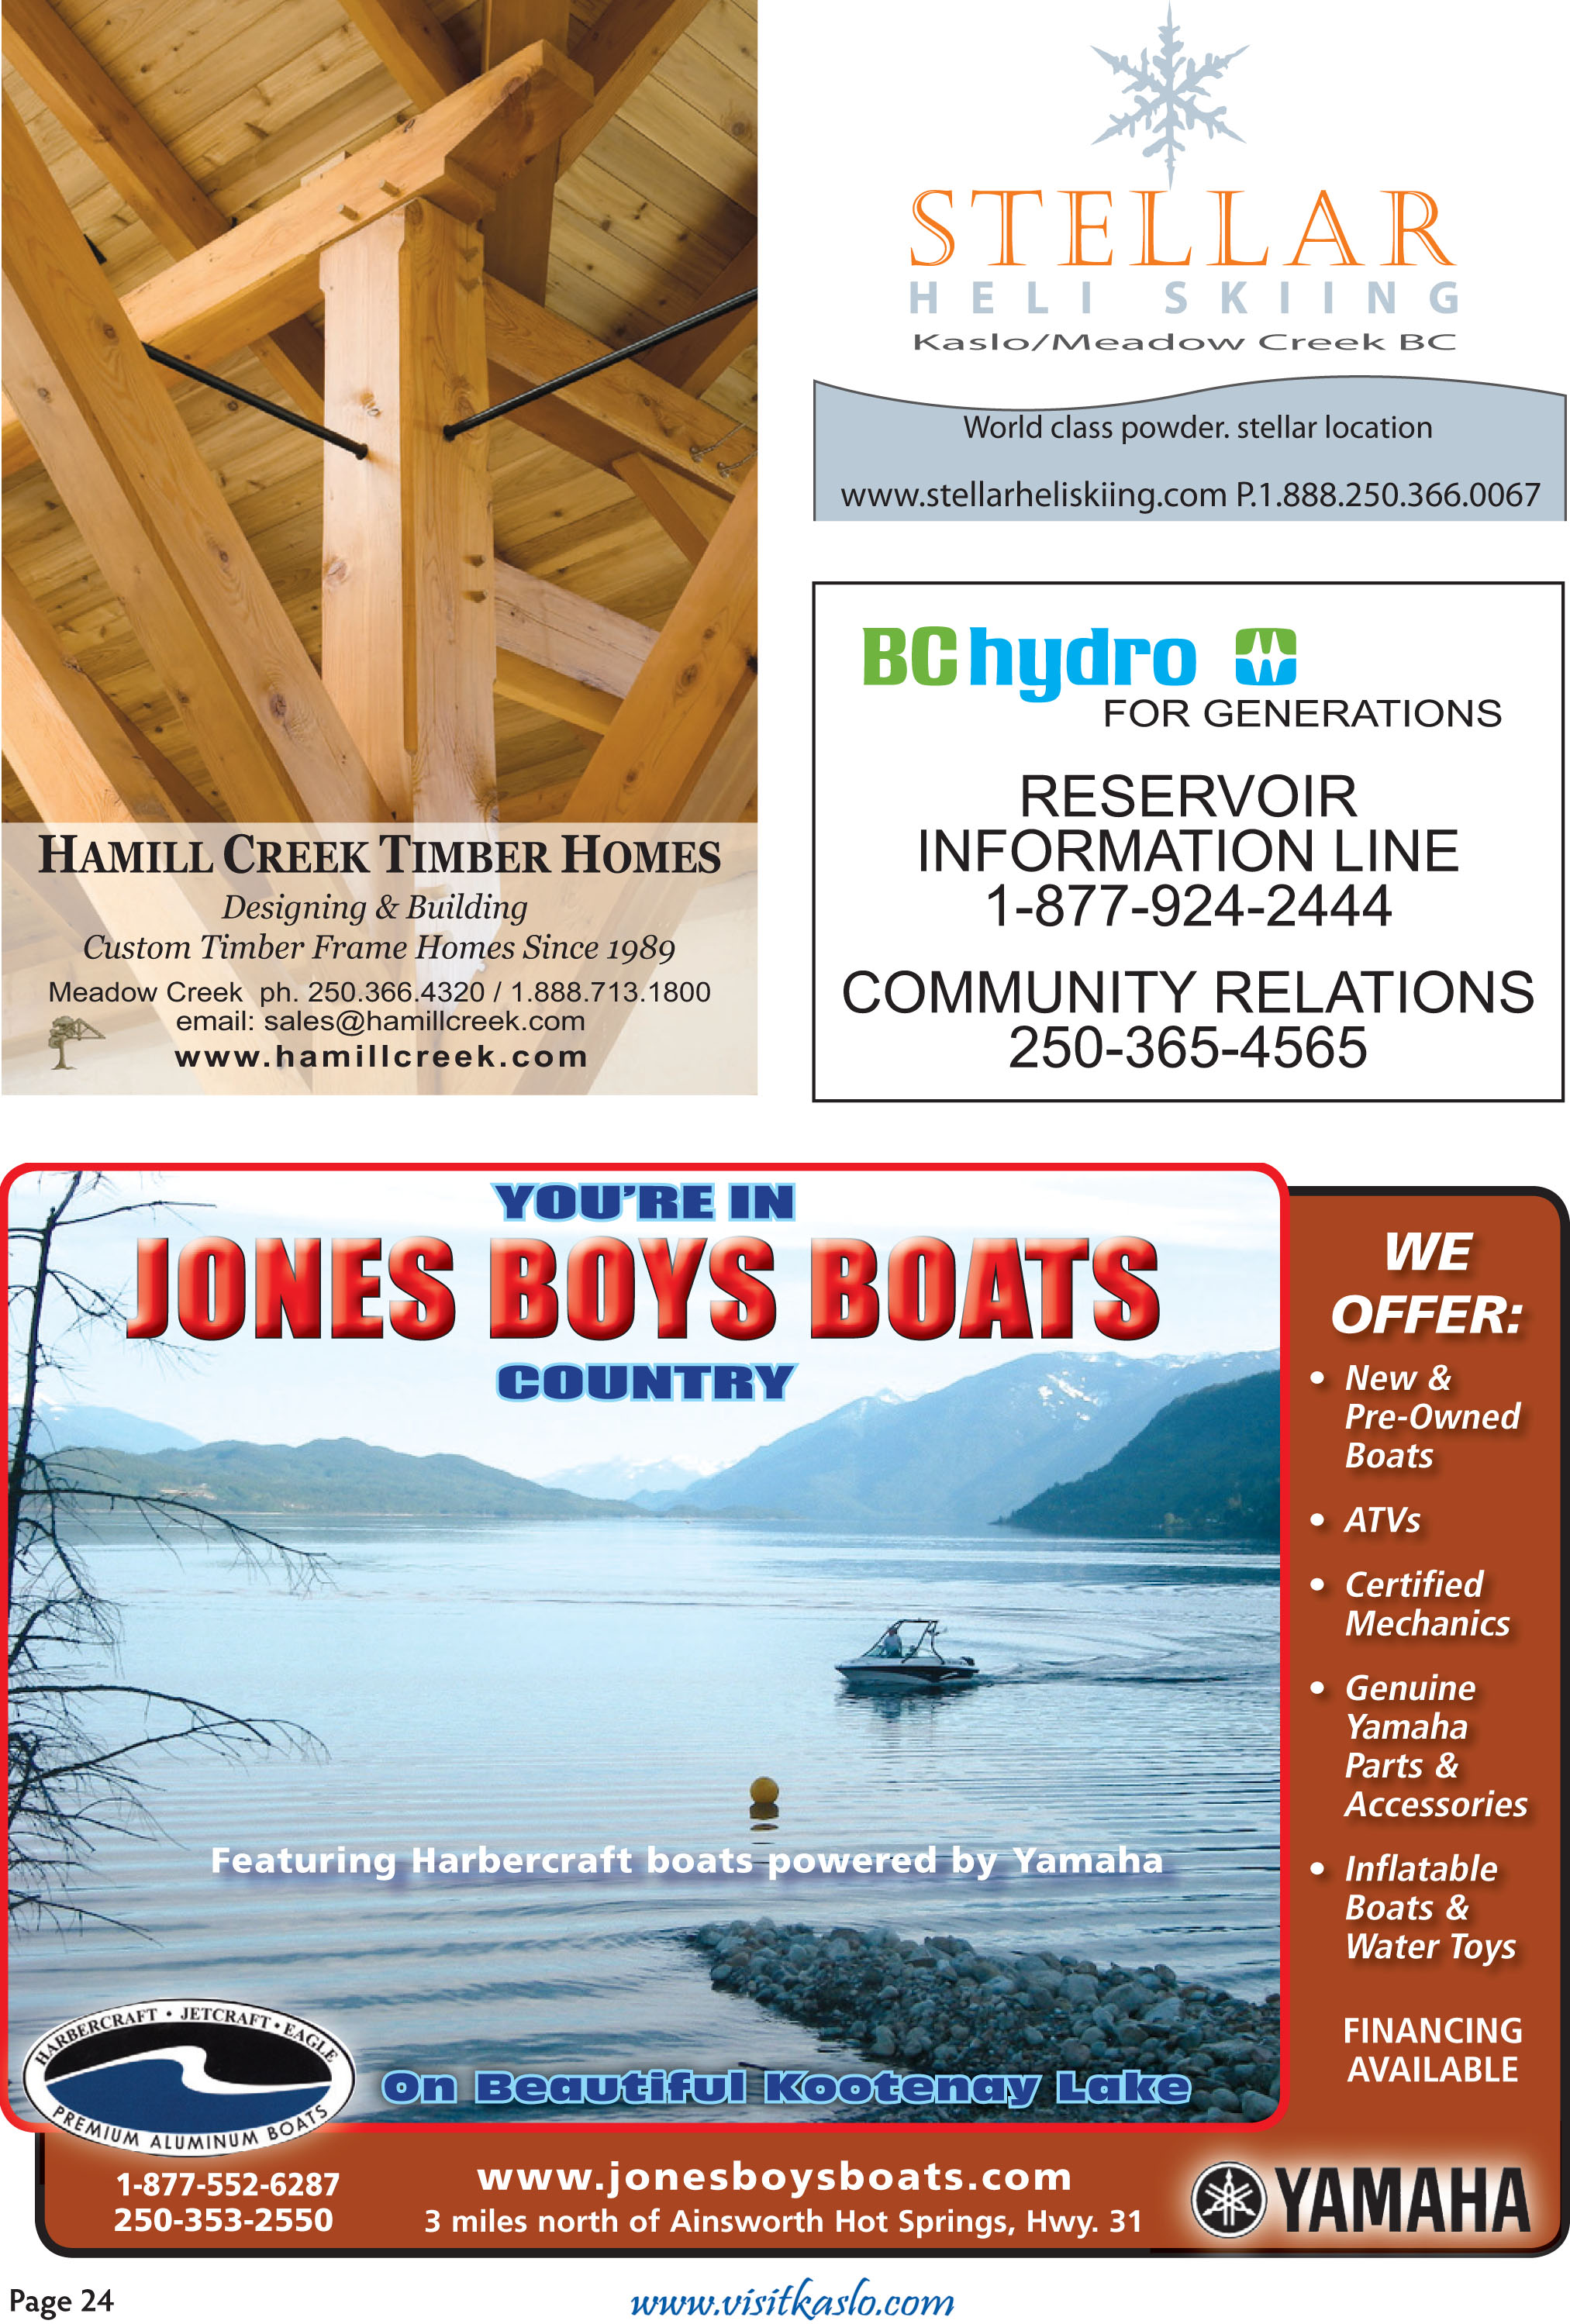 HAMILL CREEK TIMBER HOMES
Designing & Building
Custom Timber Frame Homes Since 1989
Meadow Creek ph. 250.366.4320 / 1.888.713.1800
email: sales@hamillcreek.com
www.hamillcreek.com
STELLAR
HELI SKIING
Kaslo/Meadow Creek BC
World class powder. stellar location
www.stellarheliskiing.com P.1.888.250.366.0067
BC hydro
FOR GENERATIONS
RESERVOIR
INFORMATION LINE
1-877-924-2444
COMMUNITY RELATIONS
250-365-4565
YOU'RE IN
JONES BOYS BOATS
COUNTRY
Featuring Harbercraft boats powered by Yamaha
HARBERCRAFT • JETCRAFT • EAGLE
PREMIUM ALUMINUM BOATS
On Beautiful Kootenay Lake
WE
OFFER:
• New &
Pre-Owned
Boats
• ATVs
• Certified
Mechanics
• Genuine
Yamaha
Parts &
Accessories
• Inflatable
Boats &
Water Toys
FINANCING
AVAILABLE
1-877-552-6287
250-353-2550
www.jonesboysboats.com
3 miles north of Ainsworth Hot Springs, Hwy. 31
YAMAHA
Page 24
www.visitkaslo.com